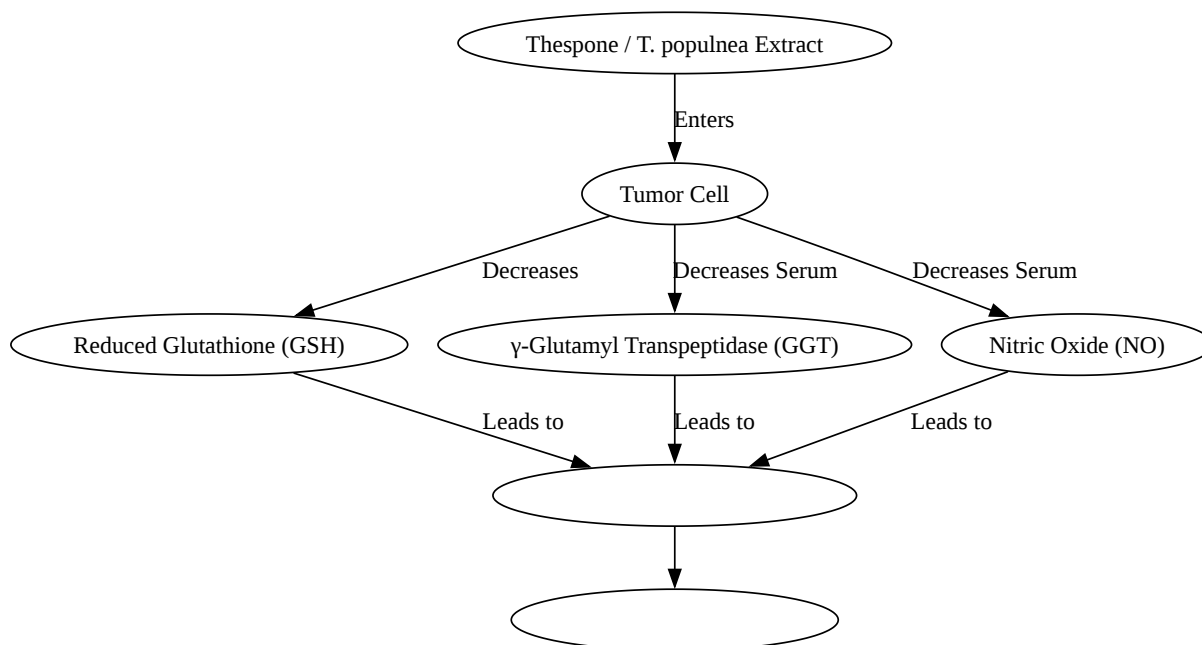 Thespone / T. populnea Extract
Enters
Tumor Cell
Decreases
Decreases Serum
Decreases Serum
Reduced Glutathione (GSH)
γ-Glutamyl Transpeptidase (GGT)
Nitric Oxide (NO)
Leads to
Leads to
Leads to